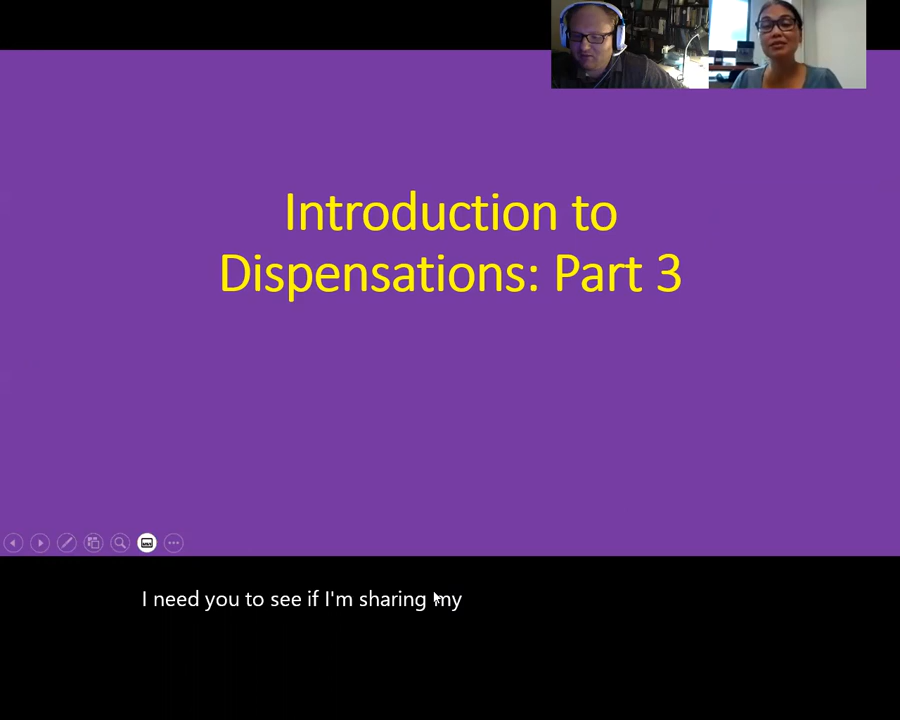 Introduction to
Dispensations: Part 3
I need you to see if I'm sharing my